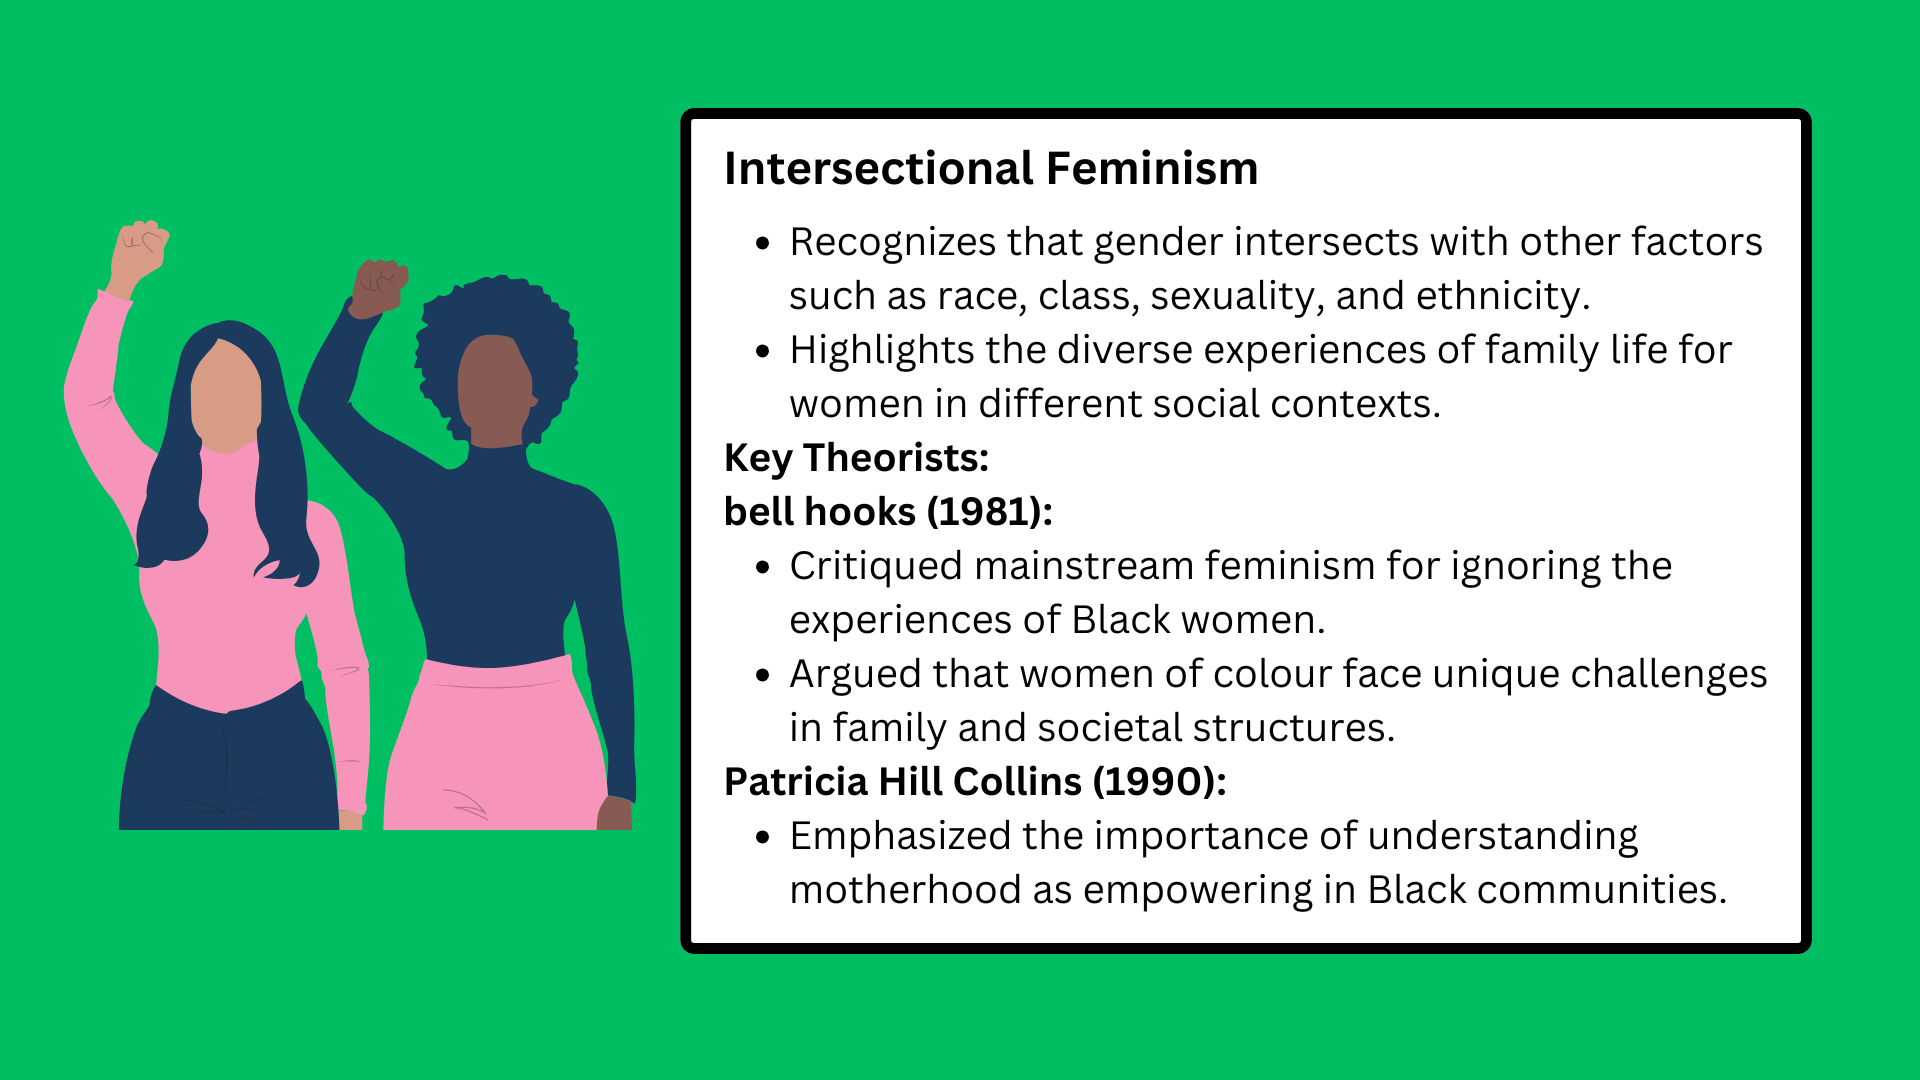 Intersectional Feminism
• Recognizes that gender intersects with other factors
such as race, class, sexuality, and ethnicity.
• Highlights the diverse experiences of family life for
women in different social contexts.
Key Theorists:
bell hooks (1981):
• Critiqued mainstream feminism for ignoring the
experiences of Black women.
• Argued that women of colour face unique challenges
in family and societal structures.
Patricia Hill Collins (1990):
• Emphasized the importance of understanding
motherhood as empowering in Black communities.